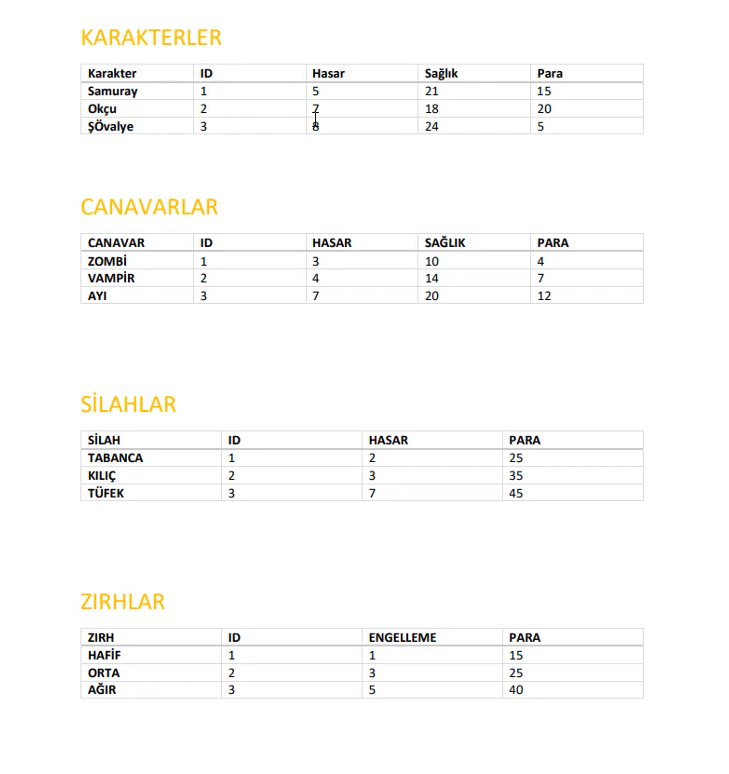 KARAKTERLER
Karakter ID Hasar Sağlık Para
Samuray 1 5 21 15
Okçu 2 7 18 20
ŞÖvalye 3 8 24 5
CANAVARLAR
CANAVAR ID HASAR SAĞLIK PARA
ZOMBİ 1 3 10 4
VAMPİR 2 4 14 7
AYI 3 7 20 12
SİLAHLAR
SİLAH ID HASAR PARA
TABANCA 1 2 25
KILIÇ 2 3 35
TÜFEK 3 7 45
ZIRHLAR
ZIRH ID ENGELLEME PARA
HAFİF 1 1 15
ORTA 2 3 25
AĞIR 3 5 40